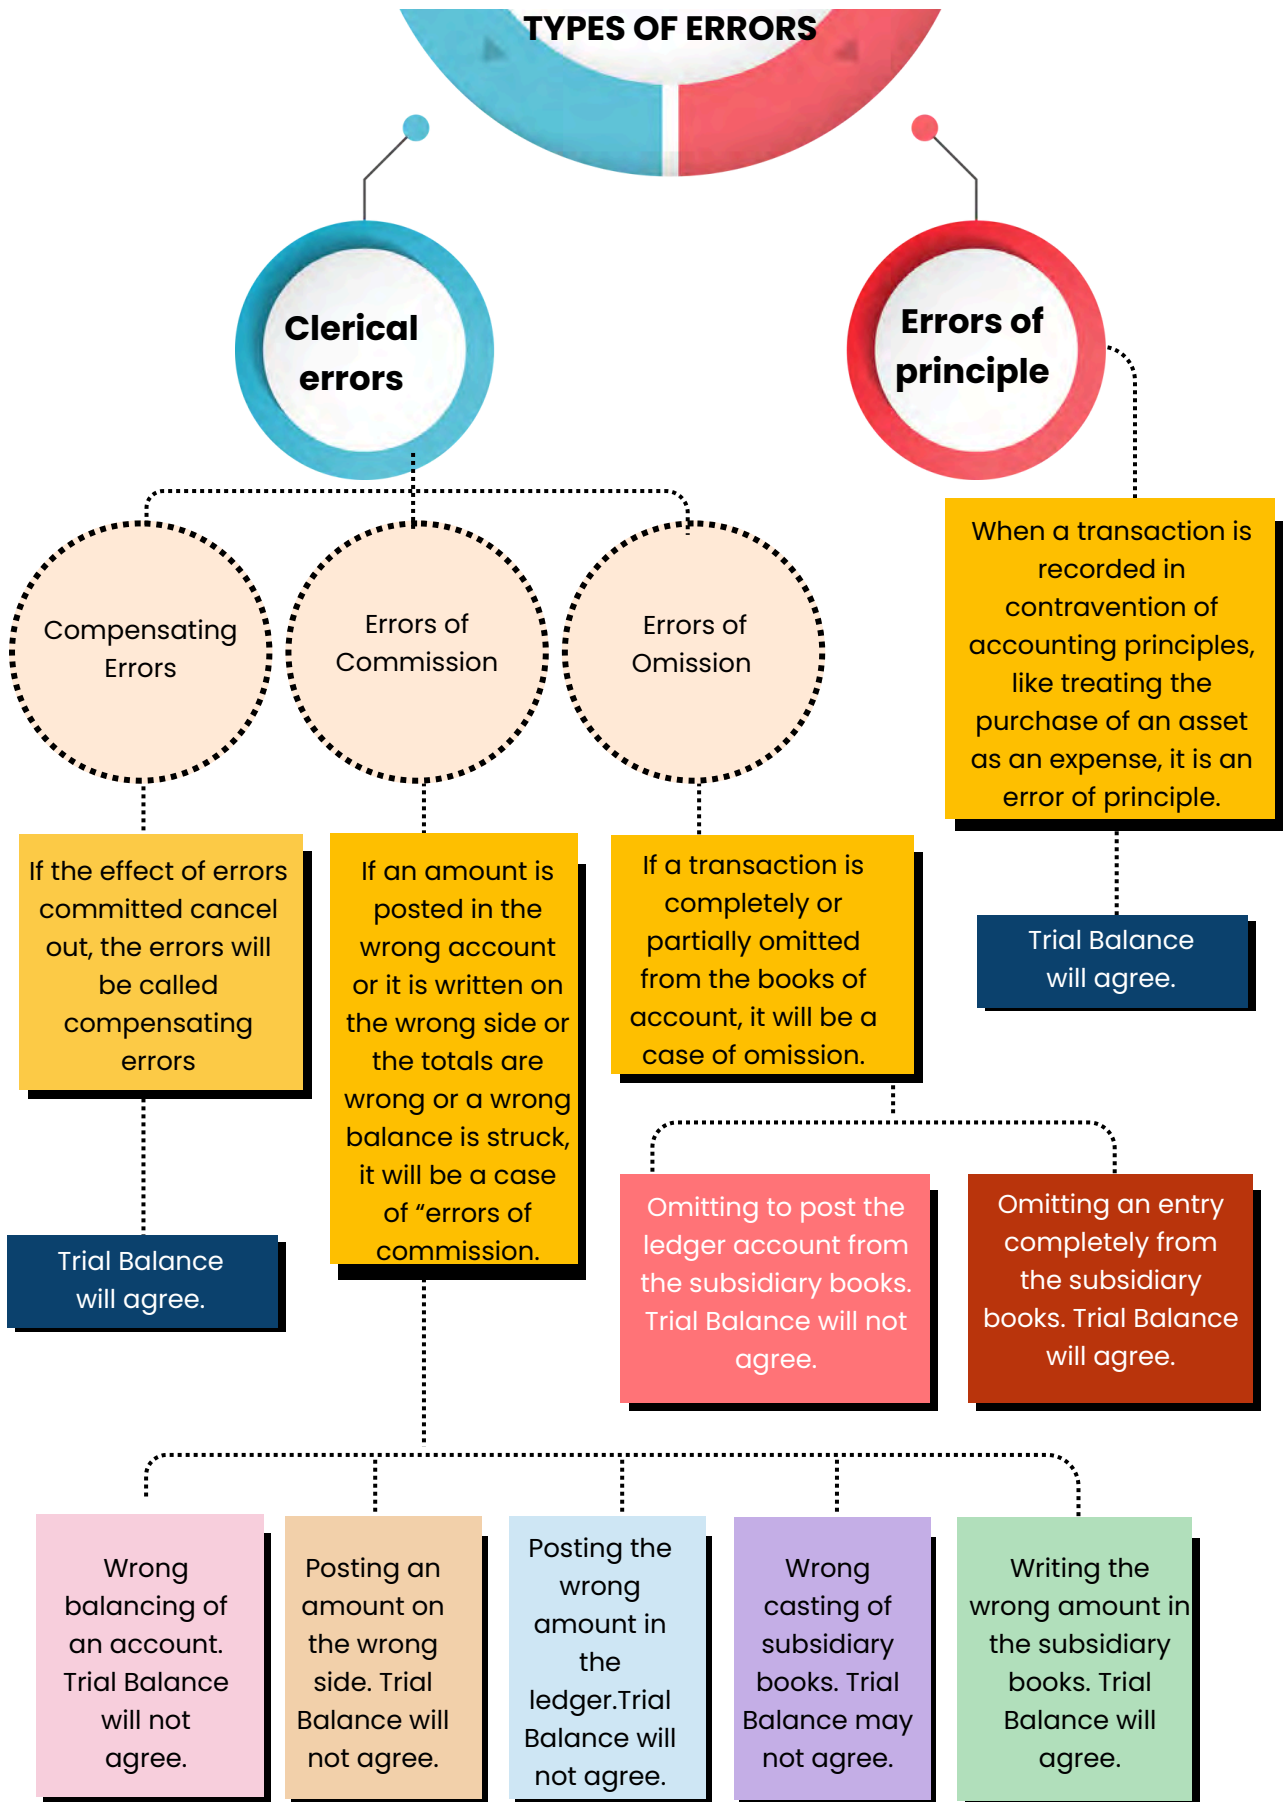 TYPES OF ERRORS
Clerical
errors
Errors of
principle
Compensating
Errors
Errors of
Commission
Errors of
Omission
When a transaction is
recorded in
contravention of
accounting principles,
like treating the
purchase of an asset
as an expense, it is an
error of principle.
If the effect of errors
committed cancel
out, the errors will
be called
compensating
errors
If an amount is
posted in the
wrong account
or it is written on
the wrong side or
the totals are
wrong or a wrong
balance is struck,
it will be a case
of “errors of
commission.
If a transaction is
completely or
partially omitted
from the books of
account, it will be a
case of omission.
Trial Balance
will agree.
Trial Balance
will agree.
Omitting to post the
ledger account from
the subsidiary books.
Trial Balance will not
agree.
Omitting an entry
completely from
the subsidiary
books. Trial Balance
will agree.
Wrong
balancing of
an account.
Trial Balance
will not
agree.
Posting an
amount on
the wrong
side. Trial
Balance will
not agree.
Posting the
wrong
amount in
the
ledger.Trial
Balance will
not agree.
Wrong
casting of
subsidiary
books. Trial
Balance may
not agree.
Writing the
wrong amount in
the subsidiary
books. Trial
Balance will
agree.